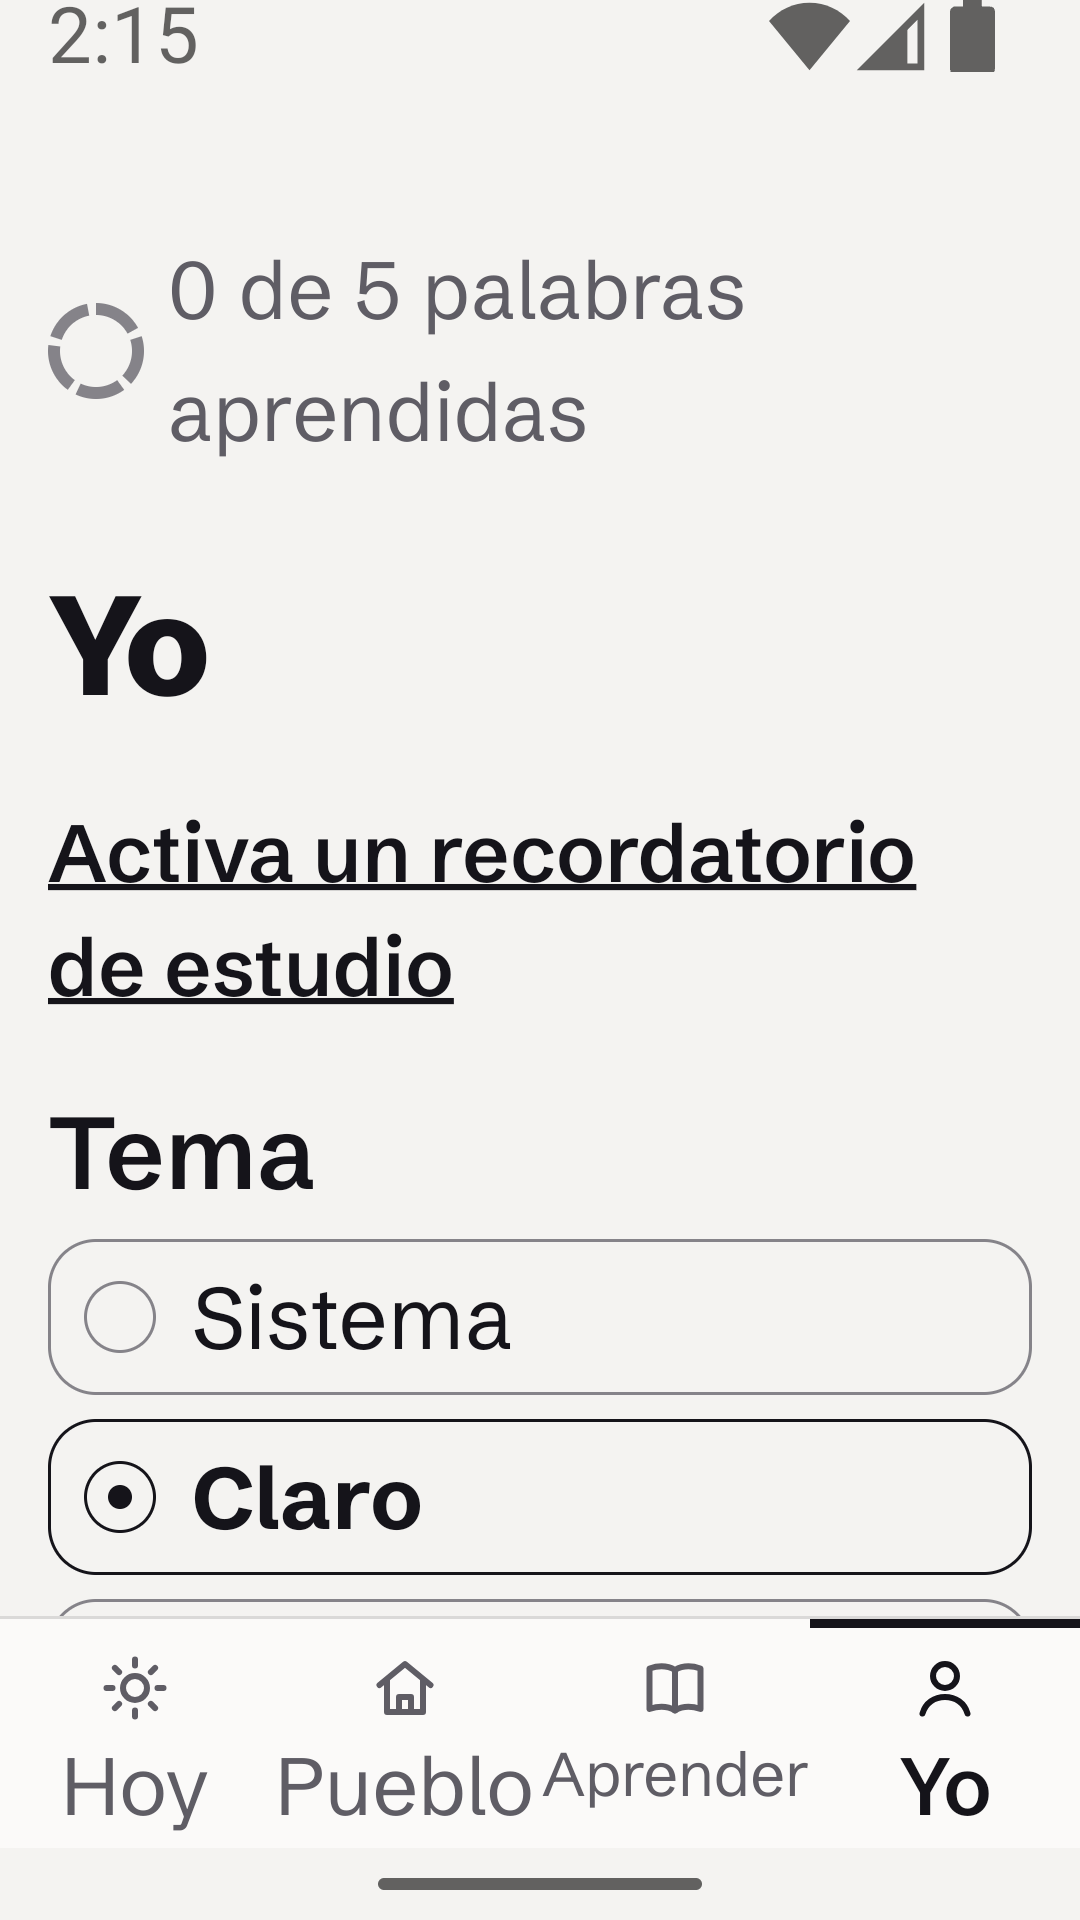 2:15
0 de 5 palabras
aprendidas
Yo
Activa un recordatorio
de estudio
Tema
Sistema
Claro
Hoy
Pueblo
Aprender
Yo